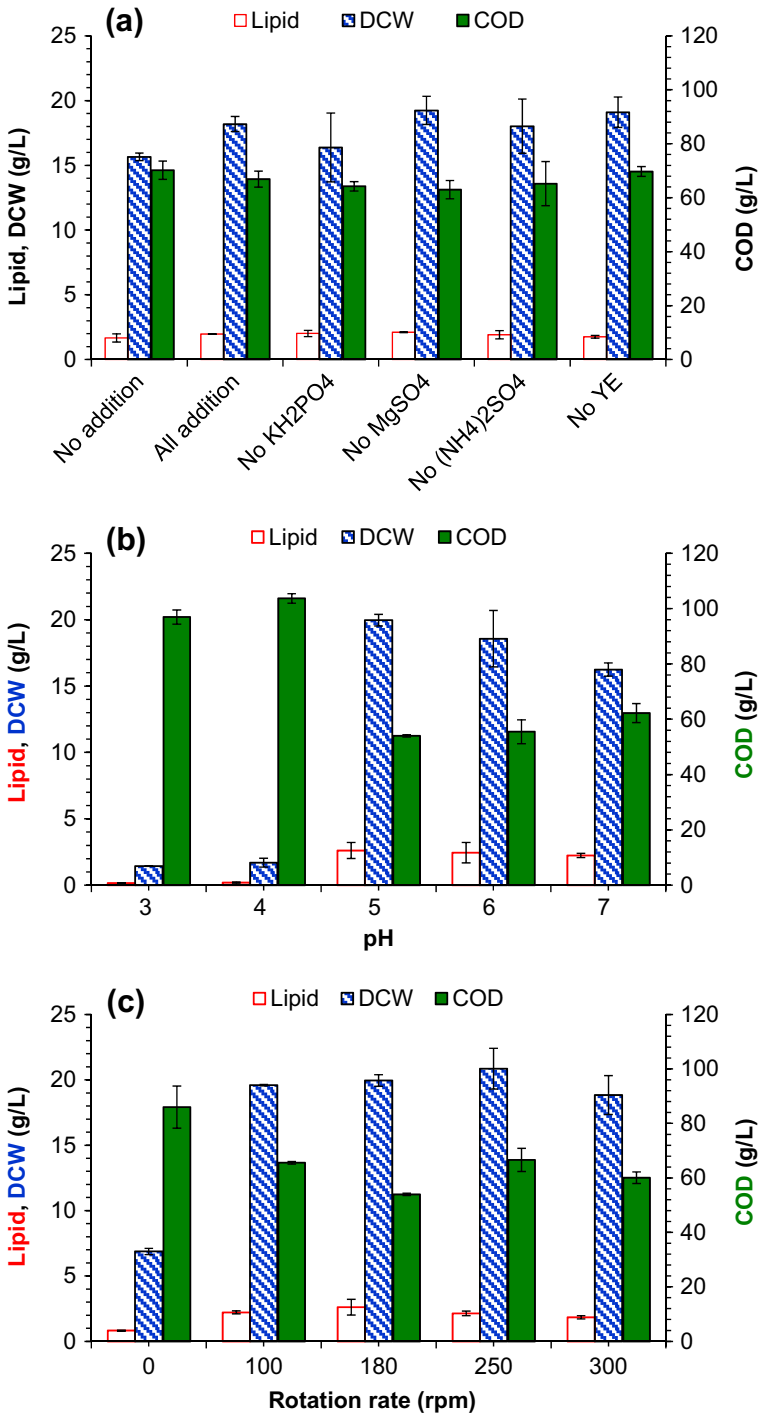 (a)
Lipid DCW COD
25 120
20 100
80
15
60
10
40
5
20
0 0
Lipid, DCW (g/L)
COD (g/L)
No addition
All addition
No KH2PO4
No MgSO4
No (NH4)2SO4
No YE
(b)
Lipid DCW COD
25 120
20 100
80
15
60
10
40
5
20
0 0
Lipid, DCW (g/L)
COD (g/L)
3 4 5 6 7
pH
(c)
Lipid DCW COD
25 120
20 100
80
15
60
10
40
5
20
0 0
Lipid, DCW (g/L)
COD (g/L)
0 100 180 250 300
Rotation rate (rpm)